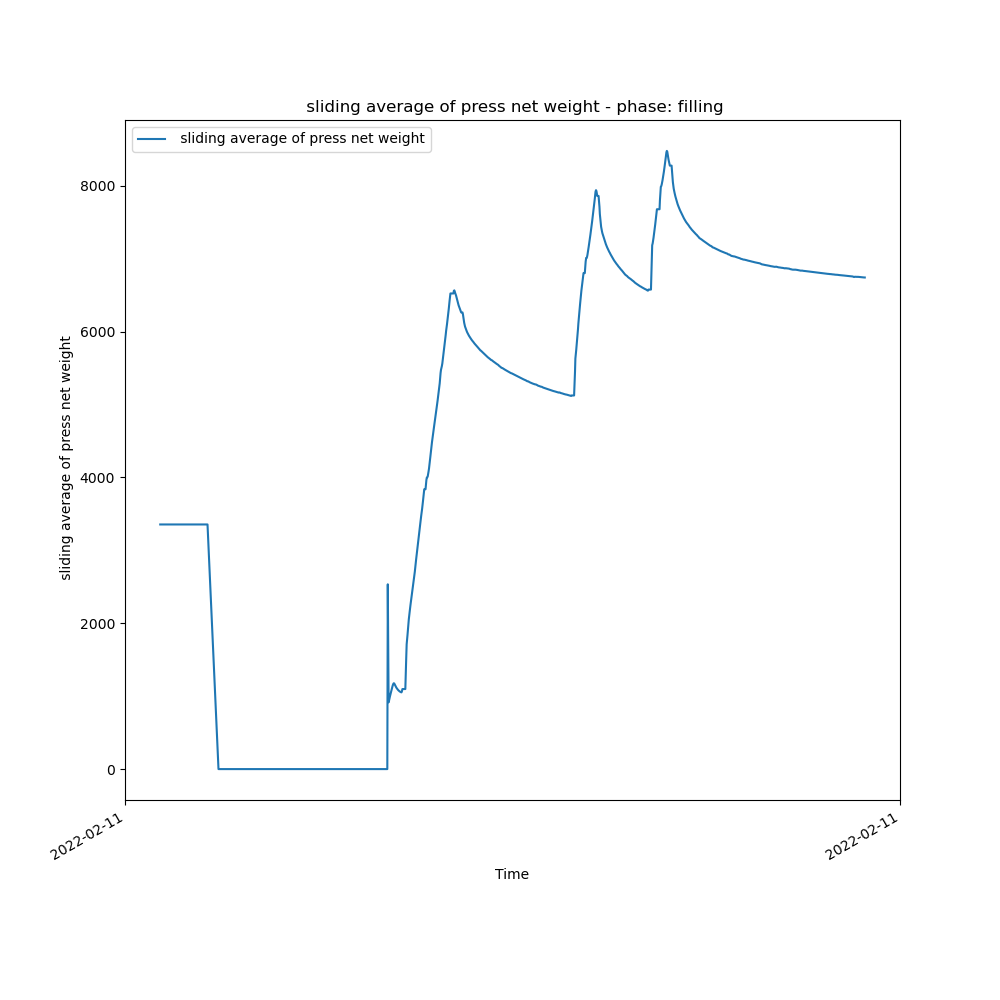 sliding average of press net weight - phase: filling
sliding average of press net weight
8000
6000
4000
2000
0
sliding average of press net weight
2022-02-11
2022-02-11
Time